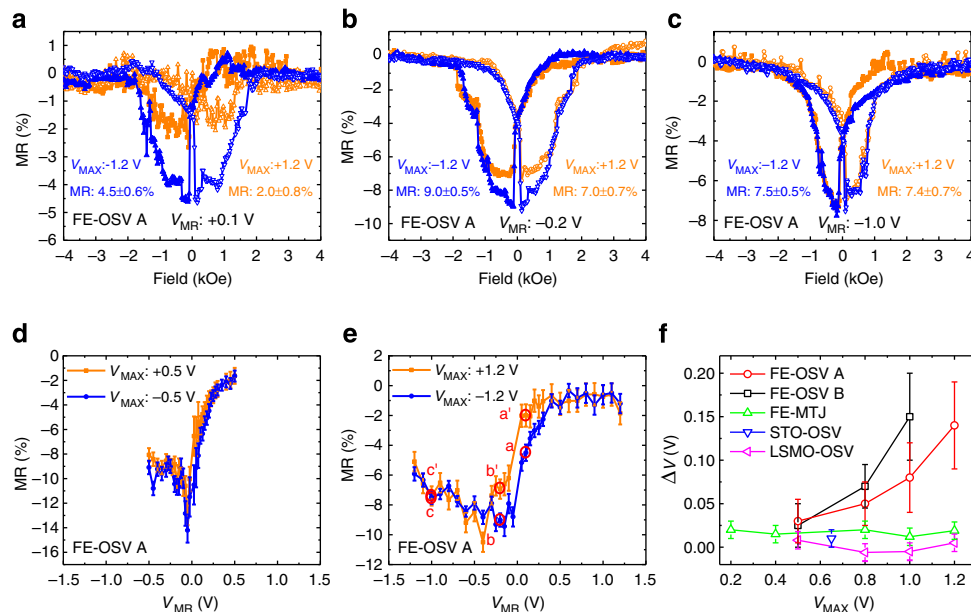 a
MR (%)
1
0
−1
−2
−3
−4
−5
−6
V_MAX:-1.2 V
V_MAX:+1.2 V
MR: 4.5±0.6%
MR: 2.0±0.8%
FE-OSV A
V_MR: +0.1 V
−4 −3 −2 −1 0 1 2 3 4
Field (kOe)
b
MR (%)
0
−2
−4
−6
−8
−10
V_MAX:−1.2 V
V_MAX:+1.2 V
MR: 9.0±0.5%
MR: 7.0±0.7%
FE-OSV A
V_MR: −0.2 V
−4 −3 −2 −1 0 1 2 3 4
Field (kOe)
c
MR (%)
0
−2
−4
−6
−8
V_MAX:−1.2 V
V_MAX:+1.2 V
MR: 7.5±0.5%
MR: 7.4±0.7%
FE-OSV A
V_MR: −1.0 V
−4 −3 −2 −1 0 1 2 3 4
Field (kOe)
d
MR (%)
0
−2
−4
−6
−8
−10
−12
−14
−16
V_MAX: +0.5 V
V_MAX: −0.5 V
FE-OSV A
−1.5 −1.0 −0.5 0.0 0.5 1.0 1.5
V_MR (V)
e
MR (%)
2
0
−2
−4
−6
−8
−10
−12
V_MAX: +1.2 V
V_MAX: −1.2 V
a'
a
c'
b'
c
b
FE-OSV A
−1.5 −1.0 −0.5 0.0 0.5 1.0 1.5
V_MR (V)
f
ΔV (V)
0.20
0.15
0.10
0.05
0.00
FE-OSV A
FE-OSV B
FE-MTJ
STO-OSV
LSMO-OSV
0.2 0.4 0.6 0.8 1.0 1.2
V_MAX (V)